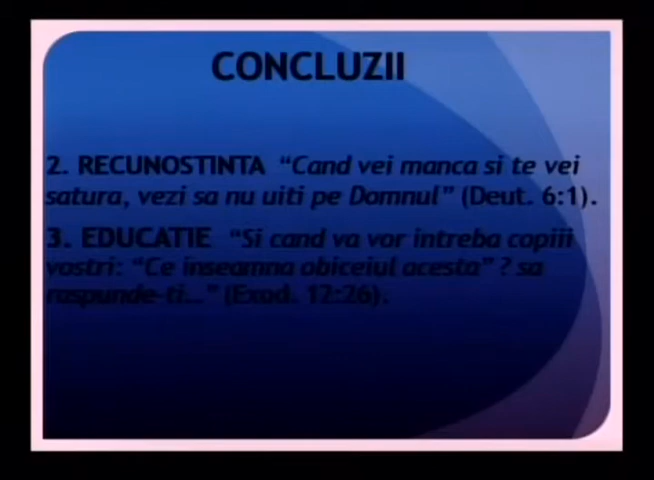 CONCLUZII
2. RECUNOSTINTA “Cand vei manca si te vei
satura, vezi sa nu uiti pe Domnul” (Deut. 6:1).
3. EDUCATIE “Si cand va vor intreba copiii
vostri: “Ce inseamna obiceiul acesta” ? sa
raspunde-ti…” (Exod. 12:26).